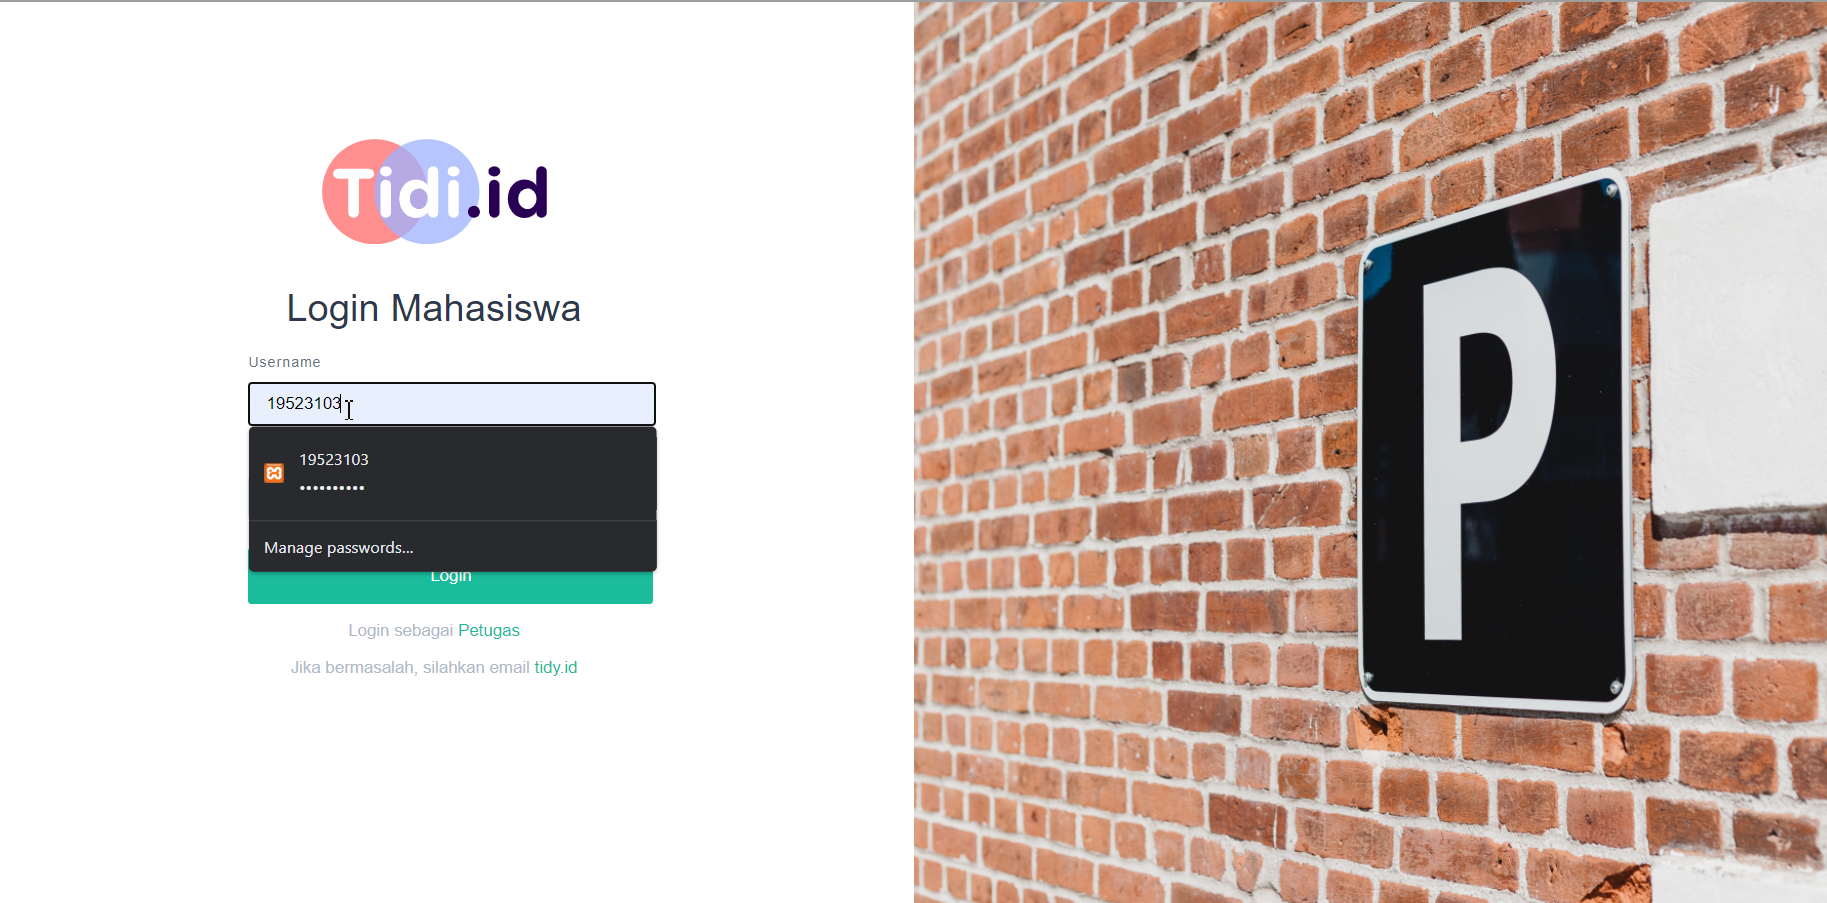 Tidi.id
Login Mahasiswa
Username
19523103
19523103
••••••••••
Manage passwords...
Login
Login sebagai Petugas
Jika bermasalah, silahkan email tidy.id
P